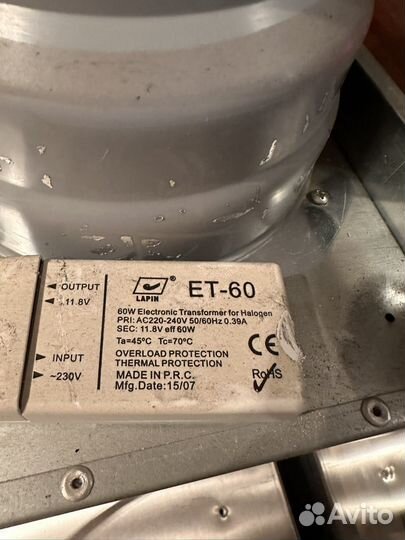 OUTPUT
11.8V
LAPIN
®
ET-60
60W Electronic Transformer for Halogen
PRI: AC220-240V 50/60Hz 0.39A
SEC: 11.8V eff 60W
Ta=45°C Tc=70°C
OVERLOAD PROTECTION
THERMAL PROTECTION
MADE IN P.R.C.
Mfg.Date:15/07
INPUT
~230V
CE
RoHS
Avito